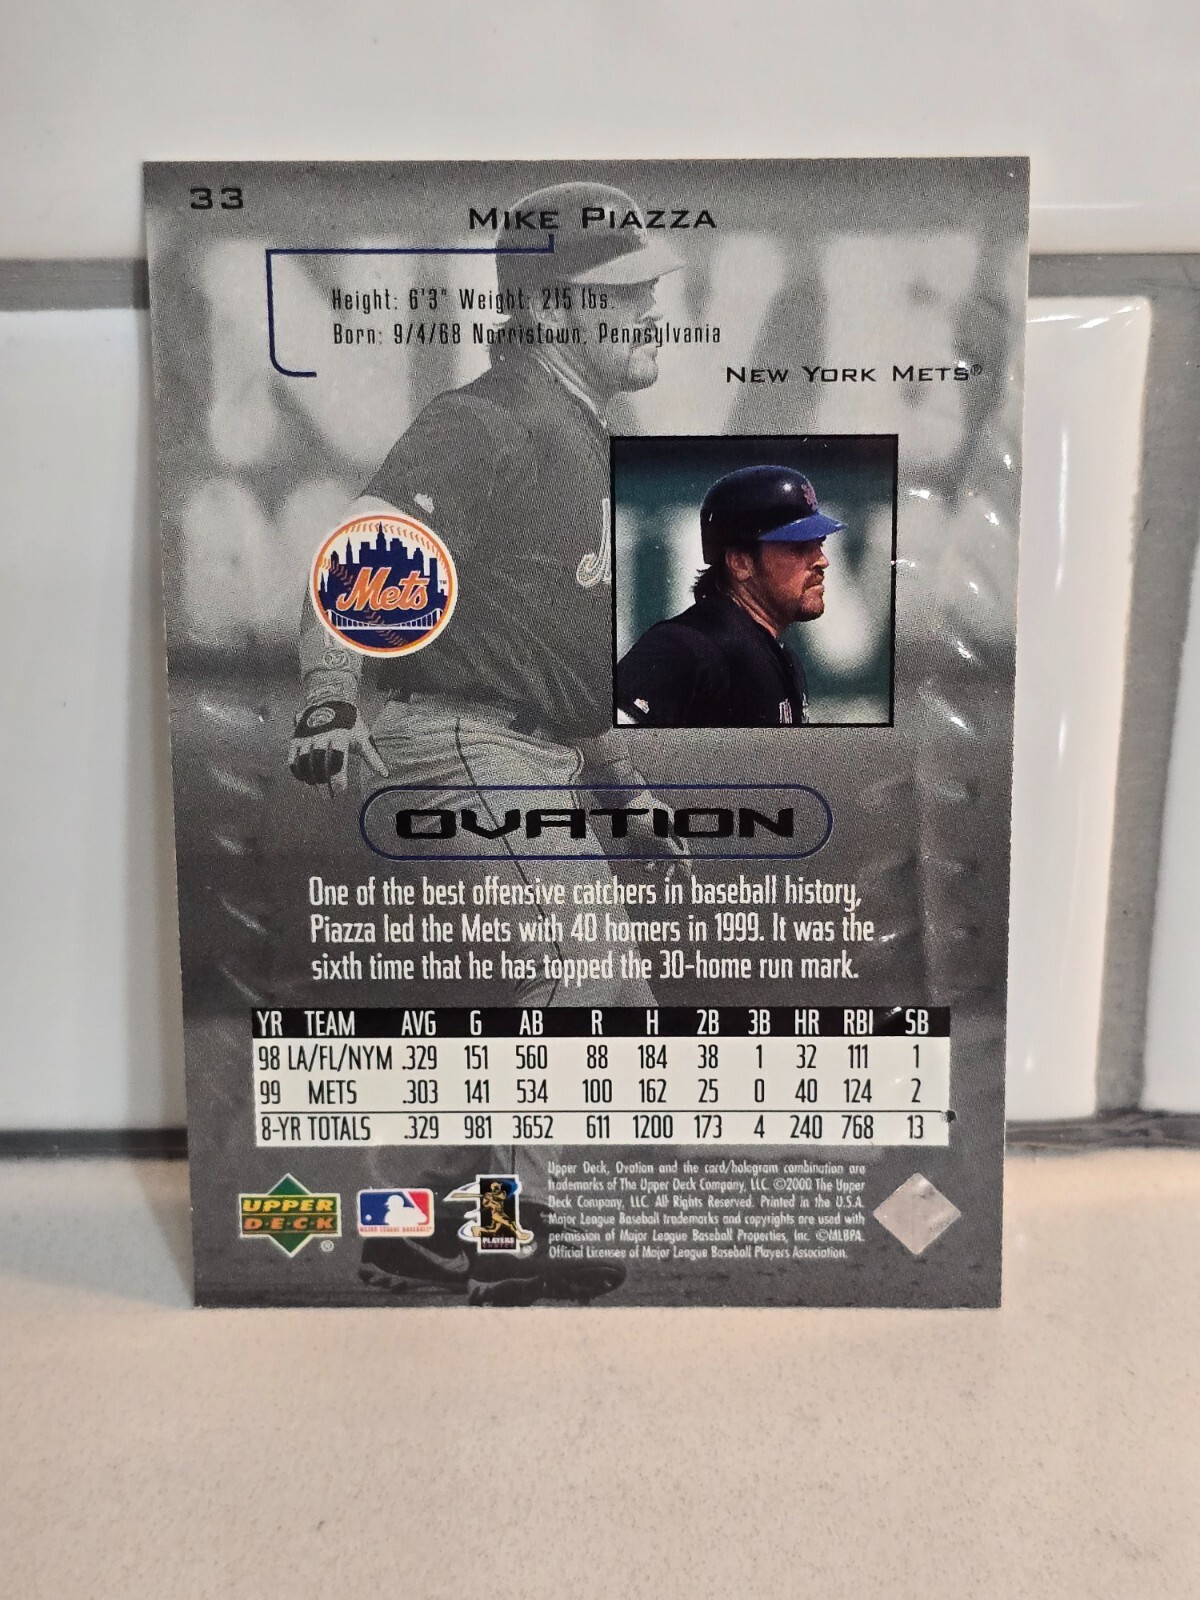 33
MIKE PIAZZA
Height: 6'3" Weight: 215 lbs.
Born: 9/4/68 Norristown, Pennsylvania
NEW YORK METS®
Mets™
OVATION
One of the best offensive catchers in baseball history,
Piazza led the Mets with 40 homers in 1999. It was the
sixth time that he has topped the 30-home run mark.
YR TEAM AVG G AB R H 2B 3B HR RBI SB
98 LA/FL/NYM .329 151 560 88 184 38 1 32 111 1
99 METS .303 141 534 100 162 25 0 40 124 2
8-YR TOTALS .329 981 3652 611 1200 173 4 240 768 13
Upper Deck, Ovation and the card/hologram combination are
trademarks of The Upper Deck Company, LLC. ©2000 The Upper
Deck Company, LLC. All Rights Reserved. Printed in the U.S.A.
Major League Baseball trademarks and copyrights are used with
permission of Major League Baseball Properties, Inc. ©MLBPA
Official Licensee of Major League Baseball Players Association.
UPPER
DECK®
MAJOR LEAGUE BASEBALL
PLAYERS
CHOICE